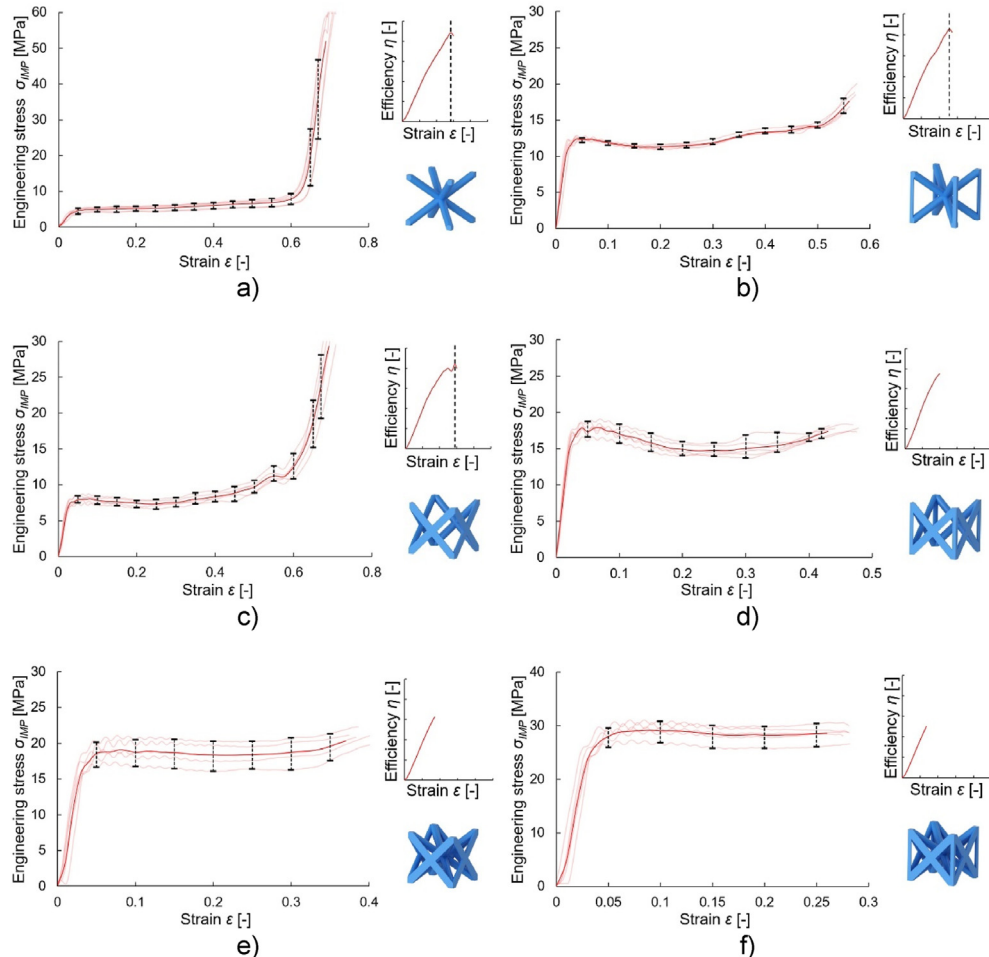 Engineering stress σIMP [MPa]
60
50
40
30
20
10
0
0 0.2 0.4 0.6 0.8
Strain ε [-]
Efficiency η [-]
Strain ε [-]
a)
Engineering stress σIMP [MPa]
30
25
20
15
10
5
0
0 0.1 0.2 0.3 0.4 0.5 0.6
Strain ε [-]
Efficiency η [-]
Strain ε [-]
b)
Engineering stress σIMP [MPa]
30
25
20
15
10
5
0
0 0.2 0.4 0.6 0.8
Strain ε [-]
Efficiency η [-]
Strain ε [-]
c)
Engineering stress σIMP [MPa]
30
25
20
15
10
5
0
0 0.1 0.2 0.3 0.4 0.5
Strain ε [-]
Efficiency η [-]
Strain ε [-]
d)
Engineering stress σIMP [MPa]
30
25
20
15
10
5
0
0 0.1 0.2 0.3 0.4
Strain ε [-]
Efficiency η [-]
Strain ε [-]
e)
Engineering stress σIMP [MPa]
40
30
20
10
0
0 0.05 0.1 0.15 0.2 0.25 0.3
Strain ε [-]
Efficiency η [-]
Strain ε [-]
f)